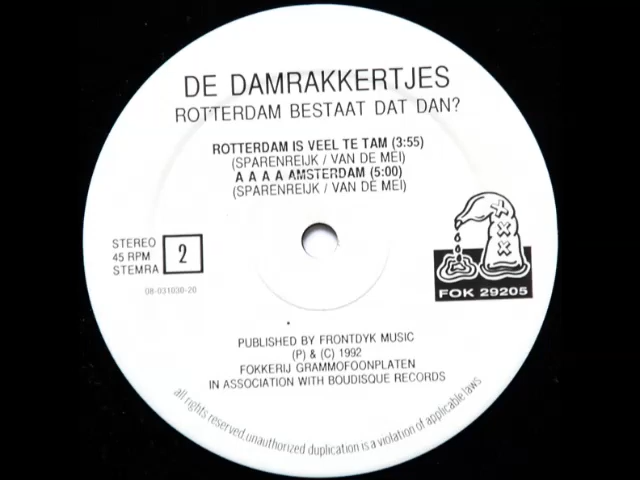 DE DAMRAKKERTJES
ROTTERDAM BESTAAT DAT DAN?
ROTTERDAM IS VEEL TE TAM (3:55)
(SPARENREIJK / VAN DE MEI)
A A A A AMSTERDAM (5:00)
(SPARENREIJK / VAN DE MEI)
STEREO
45 RPM
STEMRA
2
08-031030-20
XXX
FOK 29205
PUBLISHED BY FRONTDYK MUSIC
(P) & (C) 1992
FOKKERIJ GRAMMOFOONPLATEN
IN ASSOCIATION WITH BOUDISQUE RECORDS
all rights reserved.unauthorized duplication is a violation of applicable laws